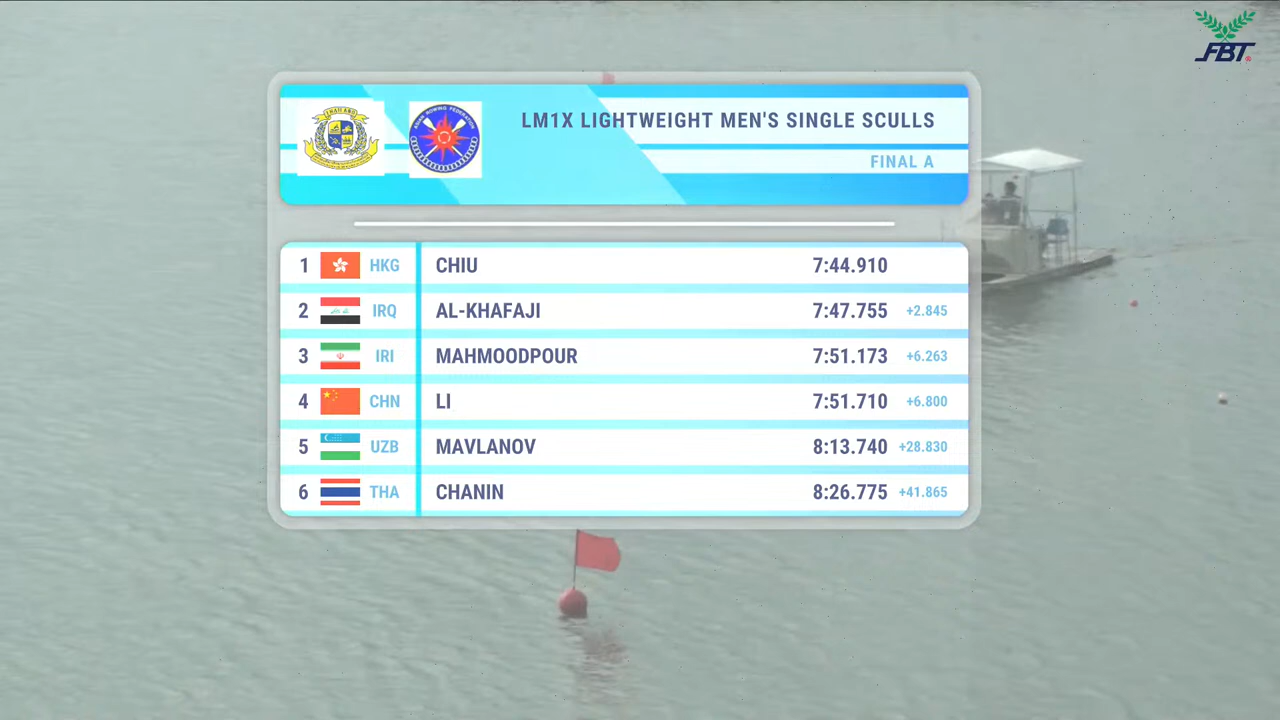 FBT
LM1X LIGHTWEIGHT MEN'S SINGLE SCULLS
FINAL A
1 HKG CHIU 7:44.910
2 IRQ AL-KHAFAJI 7:47.755 +2.845
3 IRI MAHMOODPOUR 7:51.173 +6.263
4 CHN LI 7:51.710 +6.800
5 UZB MAVLANOV 8:13.740 +28.830
6 THA CHANIN 8:26.775 +41.865